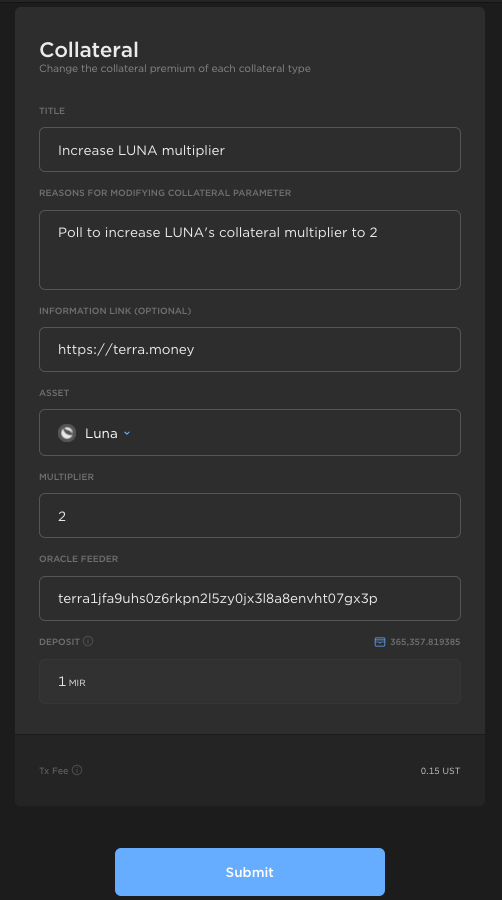 Collateral
Change the collateral premium of each collateral type
TITLE
Increase LUNA multiplier
REASONS FOR MODIFYING COLLATERAL PARAMETER
Poll to increase LUNA's collateral multiplier to 2
INFORMATION LINK (OPTIONAL)
https://terra.money
ASSET
Luna
MULTIPLIER
2
ORACLE FEEDER
terra1jfa9uhs0z6rkpn2l5zy0jx3l8a8envht07gx3p
DEPOSIT 365,357.819385
1 MIR
Tx Fee 0.15 UST
Submit